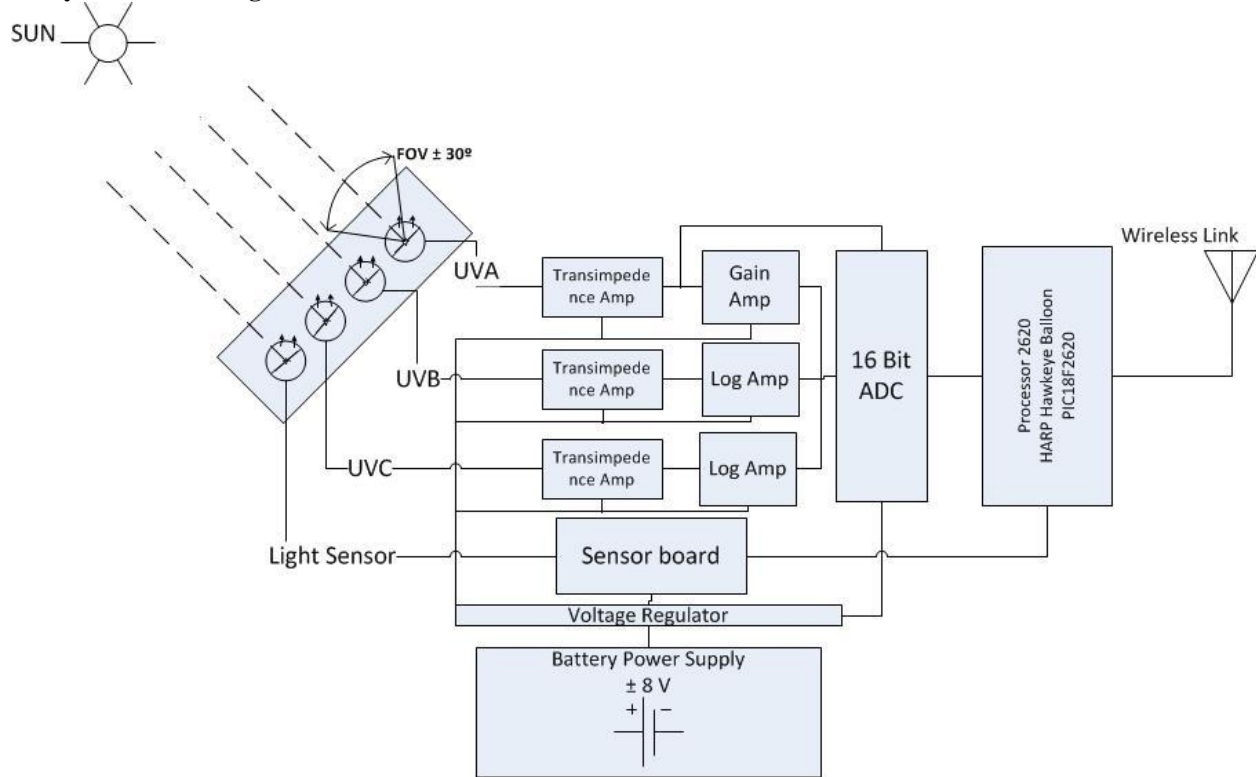 SUN
FOV ± 30º
UVA
Transimpede
nce Amp
Gain
Amp
UVB
Transimpede
nce Amp
Log Amp
UVC
Transimpede
nce Amp
Log Amp
16 Bit
ADC
Processor 2620
HARP Hawkeye Balloon
PIC18F2620
Wireless Link
Light Sensor
Sensor board
Voltage Regulator
Battery Power Supply
± 8 V
+ −